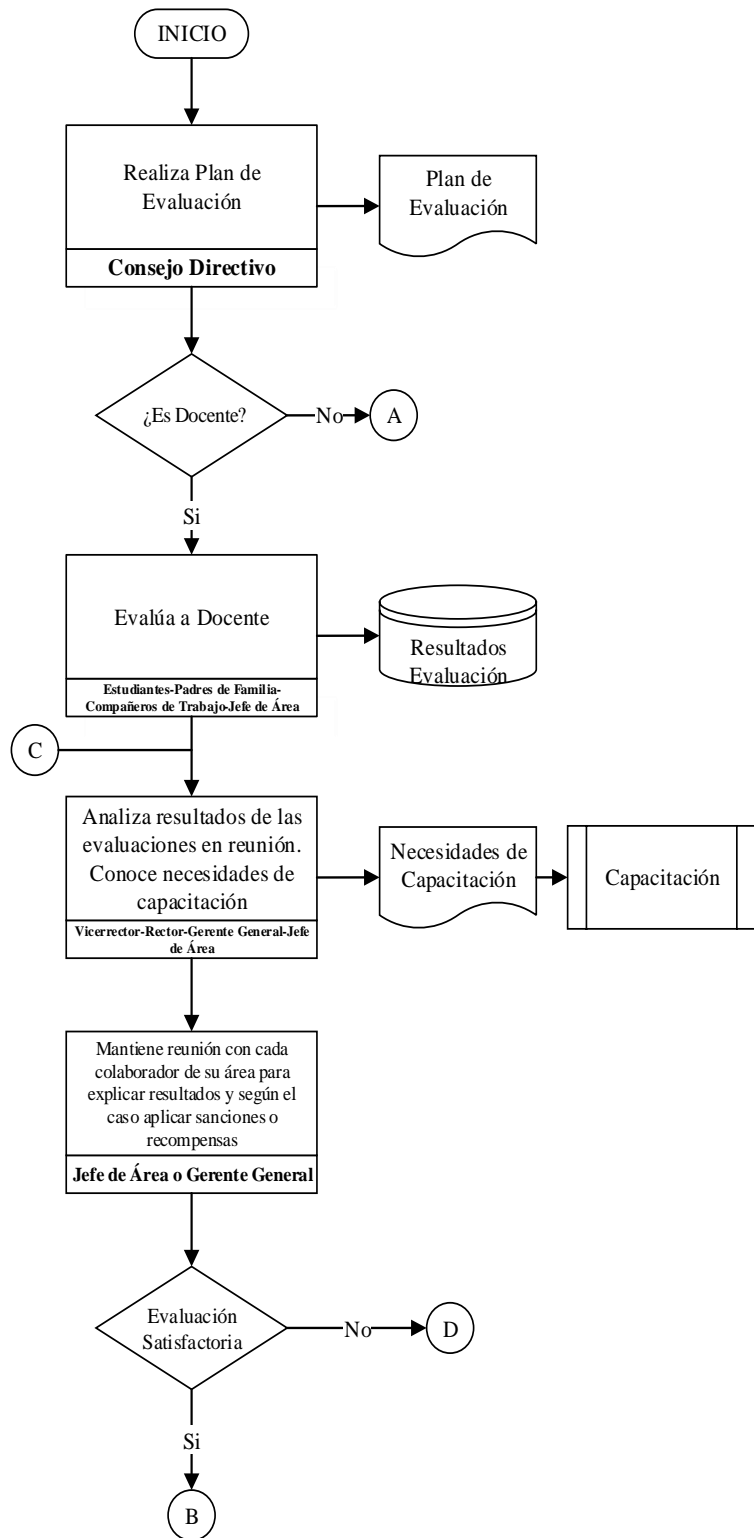 INICIO
Realiza Plan de
Evaluación
Consejo Directivo
Plan de
Evaluación
¿Es Docente?
No
A
Si
Evalúa a Docente
Estudiantes-Padres de Familia-
Compañeros de Trabajo-Jefe de Área
Resultados
Evaluación
C
Analiza resultados de las
evaluaciones en reunión.
Conoce necesidades de
capacitación
Vicerrector-Rector-Gerente General-Jefe
de Área
Necesidades de
Capacitación
Capacitación
Mantiene reunión con cada
colaborador de su área para
explicar resultados y según el
caso aplicar sanciones o
recompensas
Jefe de Área o Gerente General
Evaluación
Satisfactoria
No
D
Si
B